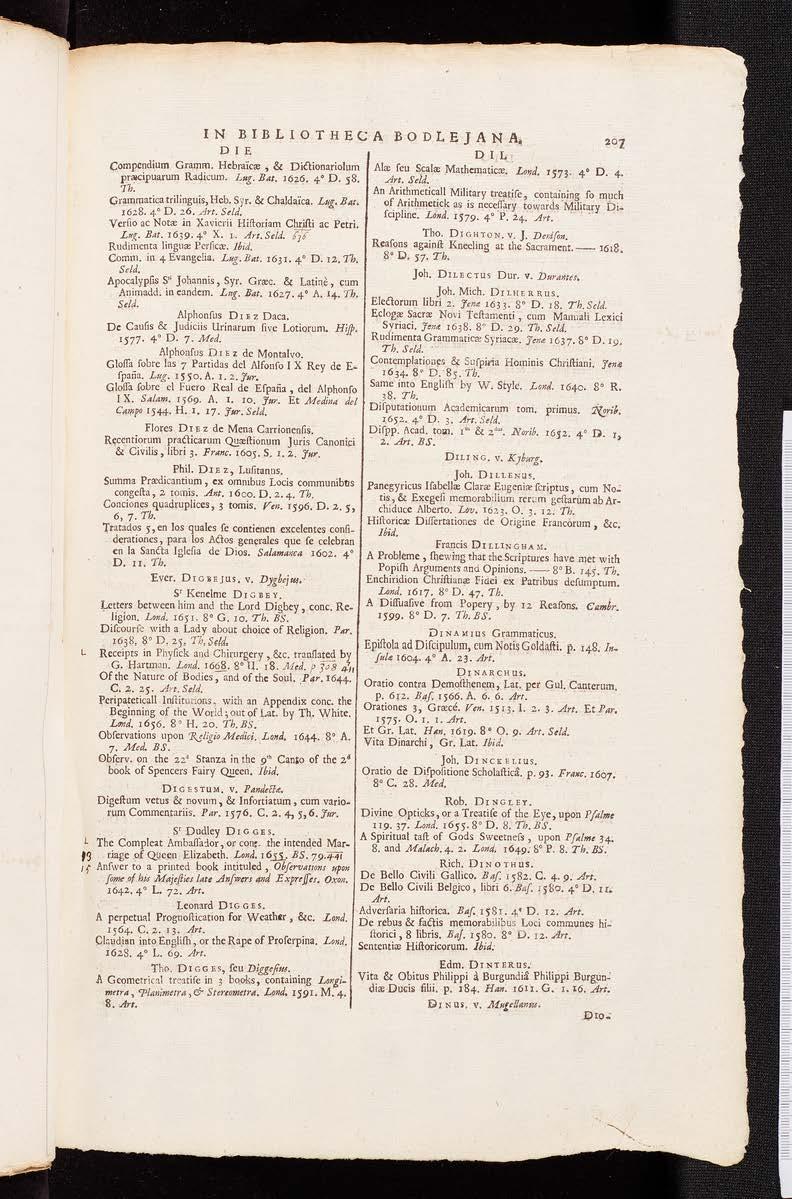 IN BIBLIOTHECA BODLEJANA.
207
DIE
Compendium Gramm. Hebraïcæ, & Dictionariolum
præcipuarum Radicum. Lug. Bat. 1626. 4° D. 58.
Th.
Grammatica trilinguis, Heb. Syr. & Chaldaïca. Lug. Bat.
1628. 4° D. 26. Art. Seld.
Versio ac Notæ in Xavierii Historiam Christi ac Petri.
Lug. Bat. 1639. 4° X. 1. Art. Seld.
Rudimenta linguæ Persicæ. Ibid.
Comm. in 4 Evangelia. Lug. Bat. 1631. 4° D. 12. Th.
Seld.
Apocalypsis Sti Johannis, Syr. Græc. & Latinè, cum
Animadd. in eandem. Lug. Bat. 1627. 4° A. 14. Th.
Seld.
Alphonsus DIEZ Daca.
De Causis & Judiciis Urinarum sive Lotiorum. Hisp.
1577. 4° D. 7. Med.
Alphonsus DIEZ de Montalvo.
Glossa sobre las 7 Partidas del Alfonso IX Rey de E-
spaña. Lug. 1550. A. 1. 2. Jur.
Glossa sobre el Fuero Real de España, del Alphonso
IX. Salam. 1569. A. 1. 10. Jur. Et Medina del
Campo 1544. H. 1. 17. Jur. Seld.
Flores DIEZ de Mena Carrionensis.
Recentiorum practicarum Quæstionum Juris Canonici
& Civilis, libri 3. Franc. 1605. S. 1. 2. Jur.
Phil. DIEZ, Lusitanus.
Summa Prædicantium, ex omnibus Locis communibus
congesta, 2 tomis. Ant. 1600. D. 2. 4. Th.
Conciones quadruplices, 3 tomis. Ven. 1596. D. 2. 5,
6, 7. Th.
Tratados 5, en los quales se contienen excelentes consi-
derationes, para los Actos generales que se celebran
en la Sancta Iglesia de Dios. Salamanca 1602. 4°
D. 11. Th.
Ever. DIGBEJUS. v. Dygbejus.
Sr Kenelme DIGBEY.
Letters between him and the Lord Digbey, conc. Re-
ligion. Lond. 1651. 8° G. 10. Th. BS.
Discourse with a Lady about choice of Religion. Par.
1638. 8° D. 25. Th. Seld.
L Receipts in Physick and Chirurgery, &c. translated by
G. Hartman. Lond. 1668. 8° H. 18. Med.
Of the Nature of Bodies, and of the Soul. Par. 1644.
C. 2. 25. Art. Seld.
Peripateticall Institutions, with an Appendix conc. the
Beginning of the World; out of Lat. by Th. White.
Lond. 1656. 8° H. 20. Th. BS.
Observations upon Religio Medici. Lond. 1644. 8° A.
7. Med. BS.
Observ. on the 22d Stanza in the 9th Canto of the 2d
book of Spencers Fairy Queen. Ibid.
DIGESTUM. v. Pandectæ.
Digestum vetus & novum, & Infortiatum, cum vario-
rum Commentariis. Par. 1576. C. 2. 4, 5, 6. Jur.
Sr Dudley DIGGES.
L The Compleat Ambassador, or conc. the intended Mar-
riage of Queen Elizabeth. Lond. 1655. BS. 79.
15 Answer to a printed book intituled, Observations upon
some of his Majesties late Answers and Expresses. Oxon.
1642. 4° L. 72. Art.
Leonard DIGGES.
A perpetual Prognostication for Weather, &c. Lond.
1564. C. 2. 13. Art.
Claudian into English, or the Rape of Proserpina. Lond.
1628. 4° L. 69. Art.
Tho. DIGGES, seu Diggesius.
A Geometrical treatise in 3 books, containing Longi-
metra, Planimetra, & Stereometra. Lond. 1591. M. 4.
8. Art.
DIL
Alæ seu Scalæ Mathematicæ. Lond. 1573. 4° D. 4.
Art. Seld.
An Arithmeticall Military treatise, containing so much
of Arithmetick as is necessary towards Military Di-
scipline. Lond. 1579. 4° P. 24. Art.
Tho. DIGHTON. v. J. Denison.
Reasons against Kneeling at the Sacrament. —— 1618.
8° D. 57. Th.
Joh. DILECTUS Dur. v. Durantes.
Joh. Mich. DILHERRUS.
Electorum libri 2. Jenæ 1633. 8° D. 18. Th. Seld.
Eclogæ Sacræ Novi Testamenti, cum Manuali Lexici
Syriaci. Jenæ 1638. 8° D. 29. Th. Seld.
Rudimenta Grammaticæ Syriacæ. Jenæ 1637. 8° D. 19.
Th. Seld.
Contemplationes & Suspiria Hominis Christiani. Jenæ
1634. 8° D. 85. Th.
Same into English by W. Style. Lond. 1640. 8° R.
38. Th.
Disputationum Academicarum tom. primus. Norib.
1652. 4° D. 3. Art. Seld.
Dispp. Acad. tom. 1us & 2dus. Norib. 1652. 4° D. 1,
2. Art. BS.
DILING. v. Kyburg.
Joh. DILLENUS.
Panegyricus Isabellæ Claræ Eugeniæ scriptus, cum No-
tis, & Exegesi memorabilium rerum gestarum ab Ar-
chiduce Alberto. Lov. 1623. O. 3. 12. Th.
Historicæ Dissertationes de Origine Francorum, &c.
Ibid.
Francis DILLINGHAM.
A Probleme, shewing that the Scriptures have met with
Popish Arguments and Opinions. —— 8° B. 145. Th.
Enchiridion Christianæ Fidei ex Patribus desumptum.
Lond. 1617. 8° D. 47. Th.
A Dissuasive from Popery, by 12 Reasons. Cambr.
1599. 8° D. 7. Th. BS.
DINAMIUS Grammaticus.
Epistola ad Discipulum, cum Notis Goldasti. p. 148. In-
sula 1604. 4° A. 23. Art.
DINARCHUS.
Oratio contra Demosthenem, Lat. per Gul. Canterum.
p. 612. Bas. 1566. A. 6. 6. Art.
Orationes 3, Græcé. Ven. 1513. I. 2. 3. Art. Et Par.
1575. O. 1. 1. Art.
Et Gr. Lat. Han. 1619. 8° O. 9. Art. Seld.
Vita Dinarchi, Gr. Lat. Ibid.
Joh. DINCKELIUS.
Oratio de Dispositione Scholasticâ. p. 93. Franc. 1607.
8° C. 28. Med.
Rob. DINGLEY.
Divine Opticks, or a Treatise of the Eye, upon Psalme
119. 37. Lond. 1655. 8° D. 8. Th. BS.
A Spiritual tast of Gods Sweetness, upon Psalme 34.
8. and Malach. 4. 2. Lond. 1649. 8° P. 8. Th. BS.
Rich. DINOTHUS.
De Bello Civili Gallico. Bas. 1582. C. 4. 9. Art.
De Bello Civili Belgico, libri 6. Bas. 1580. 4° D. 11.
Art.
Adversaria historica. Bas. 1581. 4° D. 12. Art.
De rebus & factis memorabilibus Loci communes hi-
storici, 8 libris. Bas. 1580. 8° D. 12. Art.
Sententiæ Historicorum. Ibid.
Edm. DINTERUS.
Vita & Obitus Philippi à Burgundiâ Philippi Burgun-
diæ Ducis filii. p. 184. Han. 1611. G. 1. 16. Art.
DINUS. v. Mugellanus.
DIO-